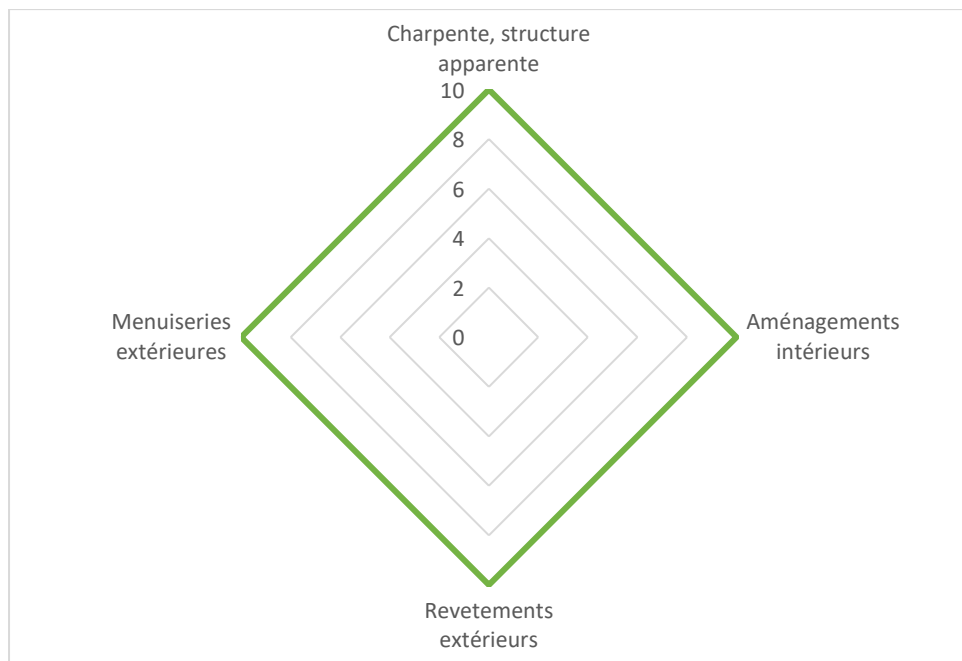 Charpente, structure
apparente
10
8
6
4
2
0
Menuiseries
extérieures
Aménagements
intérieurs
Revetements
extérieurs